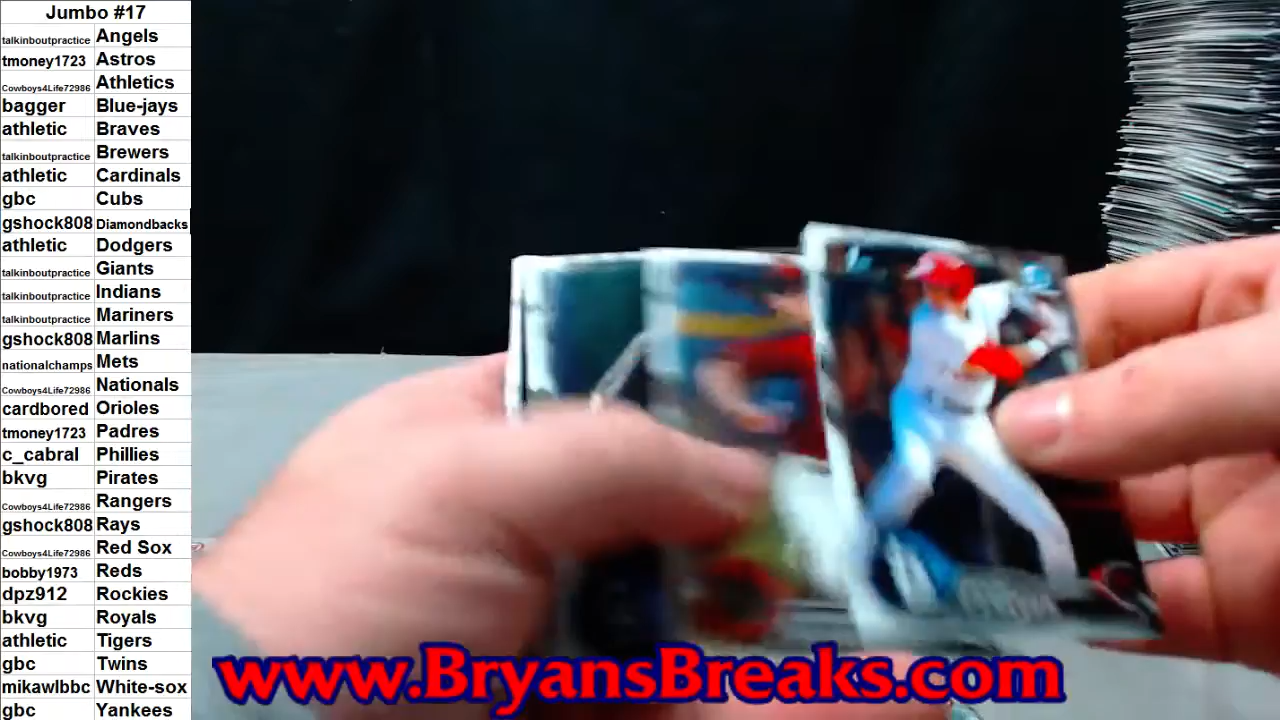 Jumbo #17
talkinboutpractice Angels
tmoney1723 Astros
Cowboys4Life72986 Athletics
bagger Blue-jays
athletic Braves
talkinboutpractice Brewers
athletic Cardinals
gbc Cubs
gshock808 Diamondbacks
athletic Dodgers
talkinboutpractice Giants
talkinboutpractice Indians
talkinboutpractice Mariners
gshock808 Marlins
nationalchamps Mets
Cowboys4Life72986 Nationals
cardbored Orioles
tmoney1723 Padres
c_cabral Phillies
bkvg Pirates
Cowboys4Life72986 Rangers
gshock808 Rays
Cowboys4Life72986 Red Sox
bobby1973 Reds
dpz912 Rockies
bkvg Royals
athletic Tigers
gbc Twins
mikawlbbc White-sox
gbc Yankees
www.BryansBreaks.com